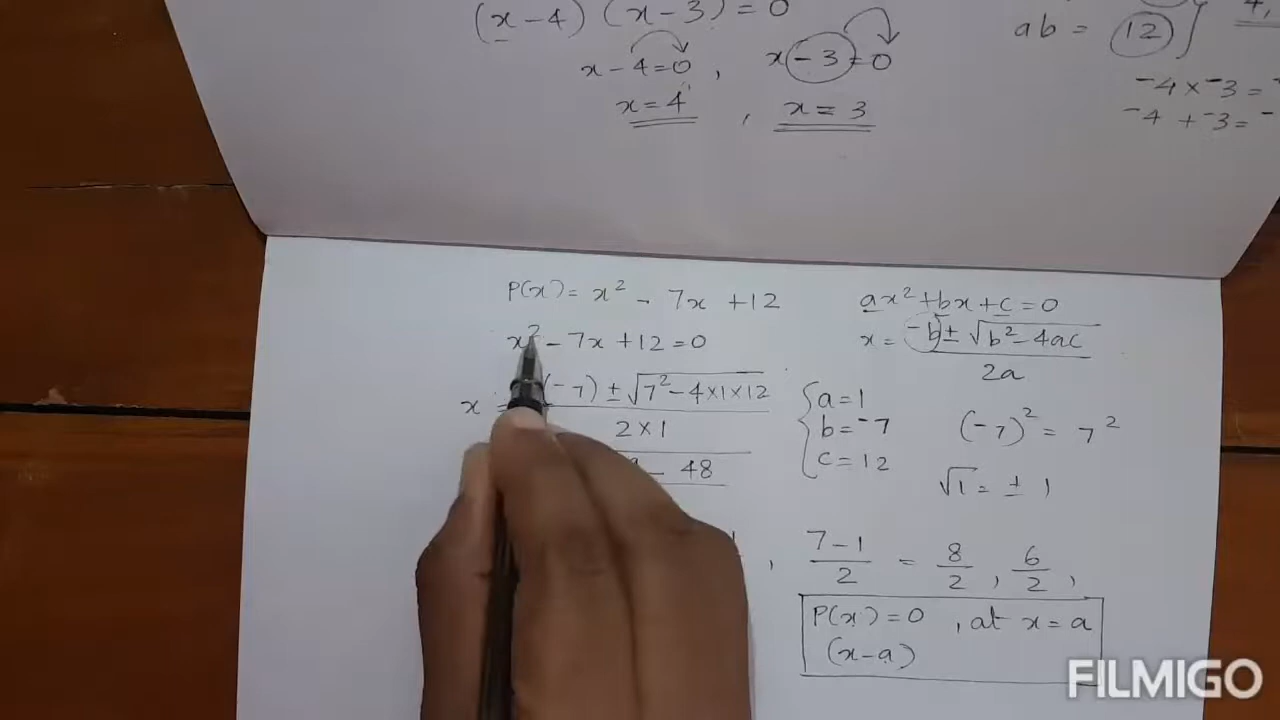 (x-4) (x-3) = 0
x-4=0 , x-3=0
x=4 , x=3
ab = 12
-4 x -3 =
-4 + -3 =
P(x) = x² - 7x + 12
x² - 7x + 12 = 0
(-7) ± √7² - 4×1×12
x =
2 × 1
- 48
ax² + bx + c = 0
x = -b ± √b² - 4ac
2a
a = 1
b = -7
c = 12
(-7)² = 7²
√1 = ± 1
, 7-1 / 2 = 8/2 , 6/2 ,
P(x) = 0 , at x = a
(x-a)
FILMIGO